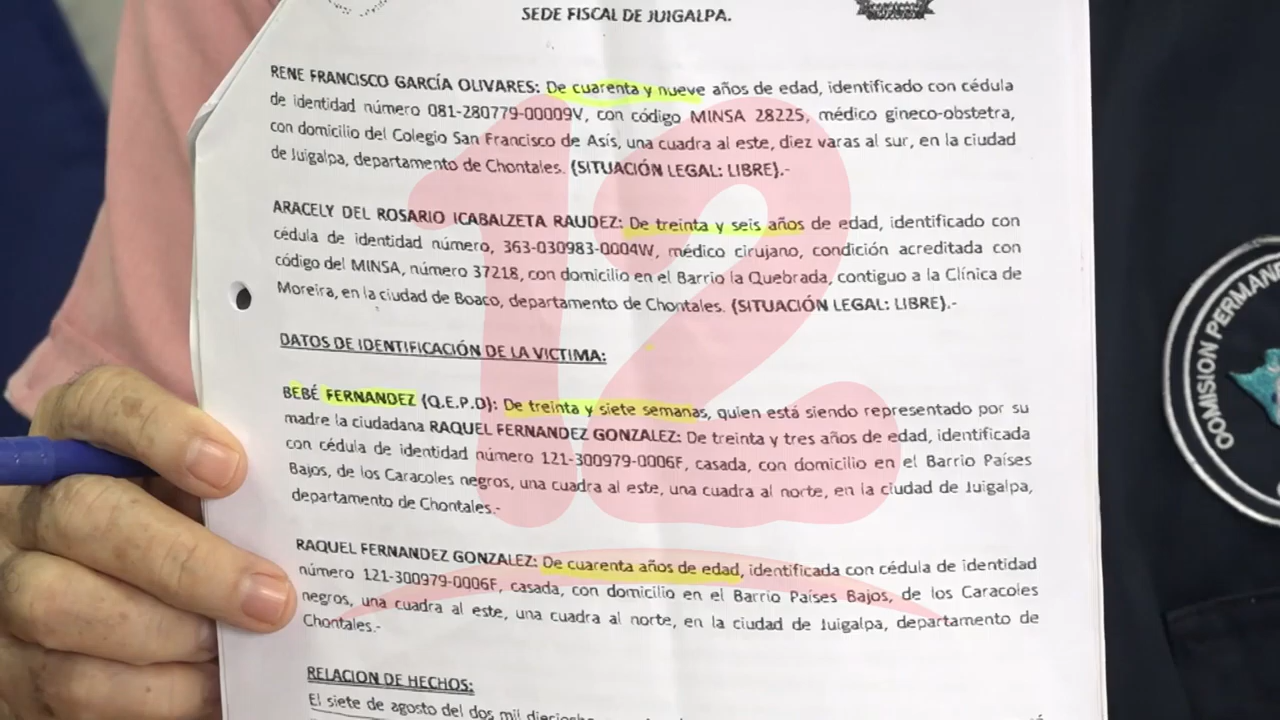 SEDE FISCAL DE JUIGALPA.
RENE FRANCISCO GARCÍA OLIVARES: De cuarenta y nueve años de edad, identificado con cédula
de identidad número 081-280779-00009V, con código MINSA 28225, médico gineco-obstetra,
con domicilio del Colegio San Francisco de Asís, una cuadra al este, diez varas al sur, en la ciudad
de Juigalpa, departamento de Chontales. (SITUACIÓN LEGAL: LIBRE).-
ARACELY DEL ROSARIO ICABALZETA RAUDEZ: De treinta y seis años de edad, identificado con
cédula de identidad número, 363-030983-0004W, médico cirujano, condición acreditada con
código del MINSA, número 37218, con domicilio en el Barrio la Quebrada, contiguo a la Clínica de
Moreira, en la ciudad de Boaco, departamento de Chontales. (SITUACIÓN LEGAL: LIBRE).-
DATOS DE IDENTIFICACIÓN DE LA VICTIMA:
BEBÉ FERNANDEZ (Q.E.P.D): De treinta y siete semanas, quien está siendo representado por su
madre la ciudadana RAQUEL FERNANDEZ GONZALEZ: De treinta y tres años de edad, identificada
con cédula de identidad número 121-300979-0006F, casada, con domicilio en el Barrio Países
Bajos, de los Caracoles negros, una cuadra al este, una cuadra al norte, en la ciudad de Juigalpa,
departamento de Chontales.-
RAQUEL FERNANDEZ GONZALEZ: De cuarenta años de edad, identificada con cédula de identidad
número 121-300979-0006F, casada, con domicilio en el Barrio Países Bajos, de los Caracoles
negros, una cuadra al este, una cuadra al norte, en la ciudad de Juigalpa, departamento de
Chontales.-
RELACION DE HECHOS:
El siete de agosto del dos mil
12
COMISION